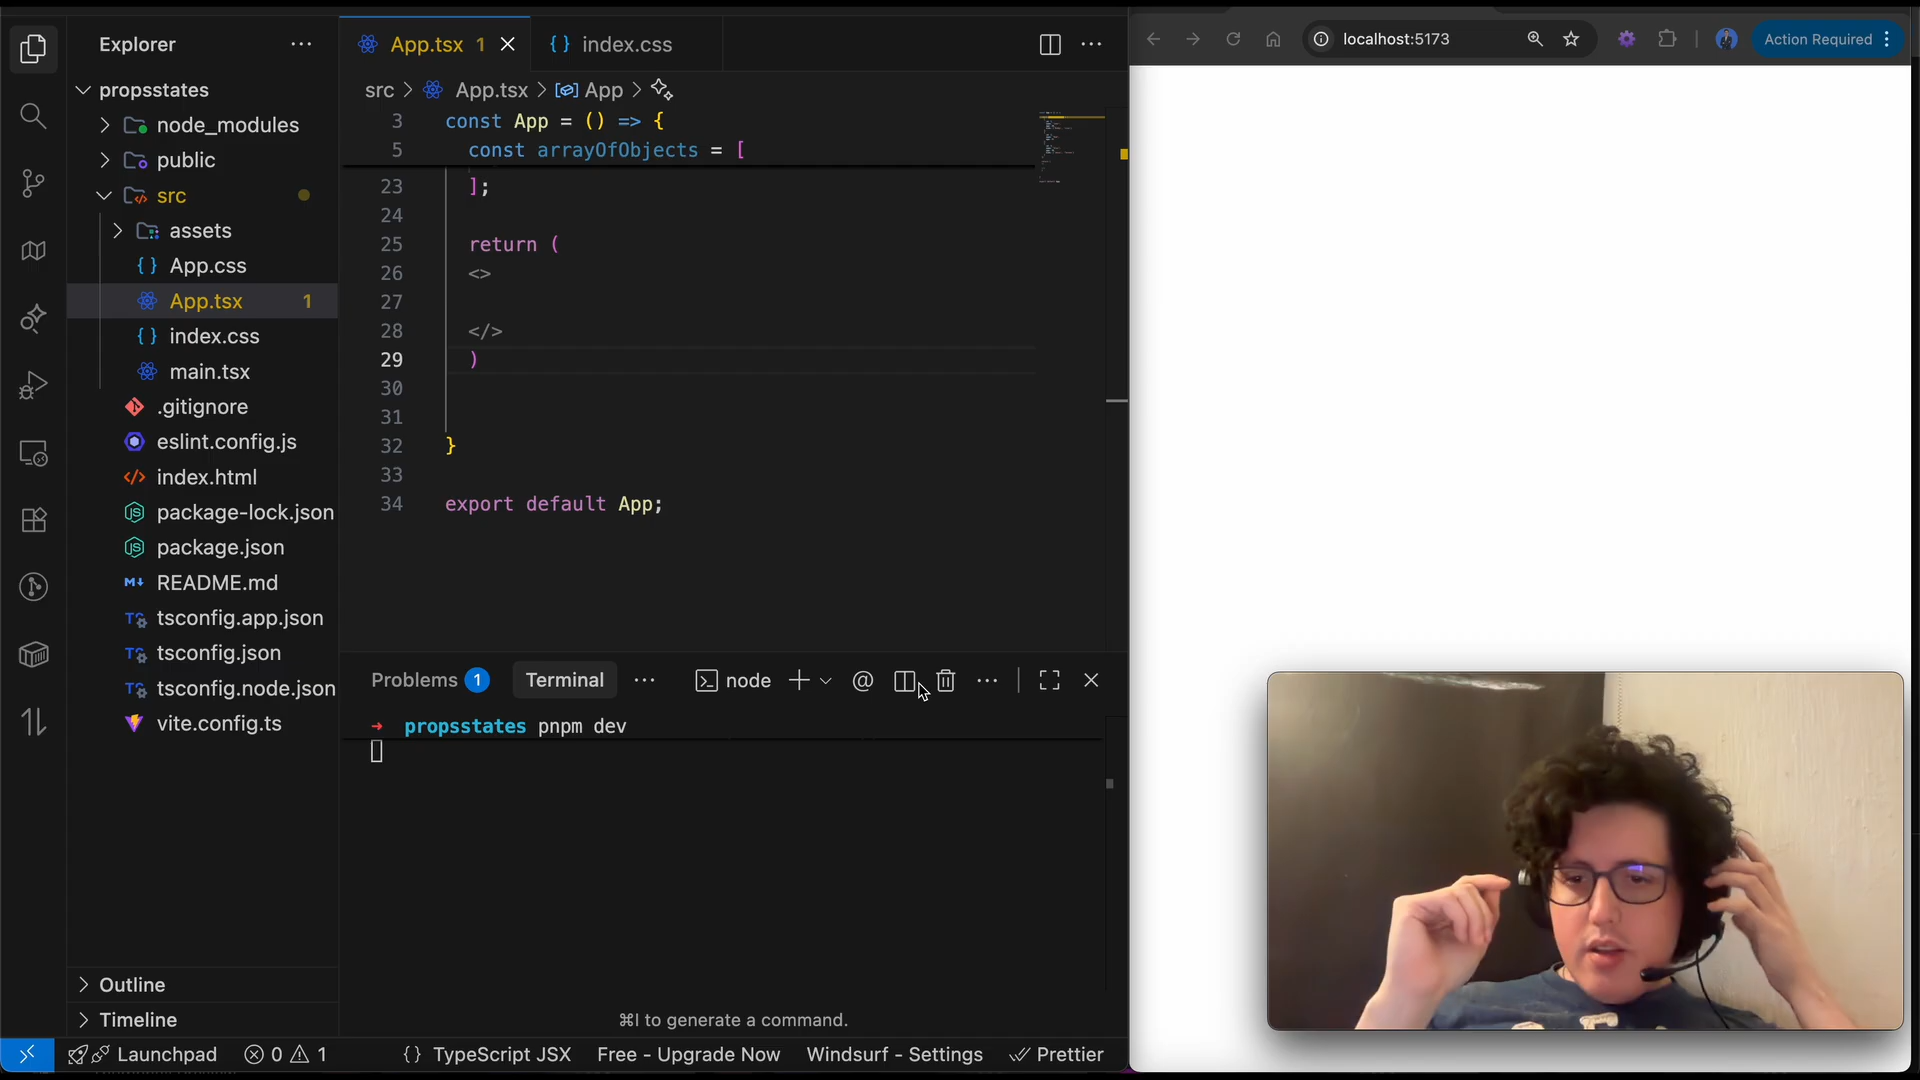 Explorer
propsstates
node_modules
public
src
assets
App.css
App.tsx 1
index.css
main.tsx
.gitignore
eslint.config.js
index.html
package-lock.json
package.json
README.md
tsconfig.app.json
tsconfig.json
tsconfig.node.json
vite.config.ts
Outline
Timeline
App.tsx 1
index.css
src > App.tsx > App >
3 const App = () => {
5 const arrayOfObjects = [
23 ];
24
25 return (
26 <>
27
28 </>
29 )
30
31
32 }
33
34 export default App;
Problems 1 Terminal node
→ propsstates pnpm dev
⌘I to generate a command.
Launchpad 0 1 {} TypeScript JSX Free - Upgrade Now Windsurf - Settings Prettier
localhost:5173
Action Required